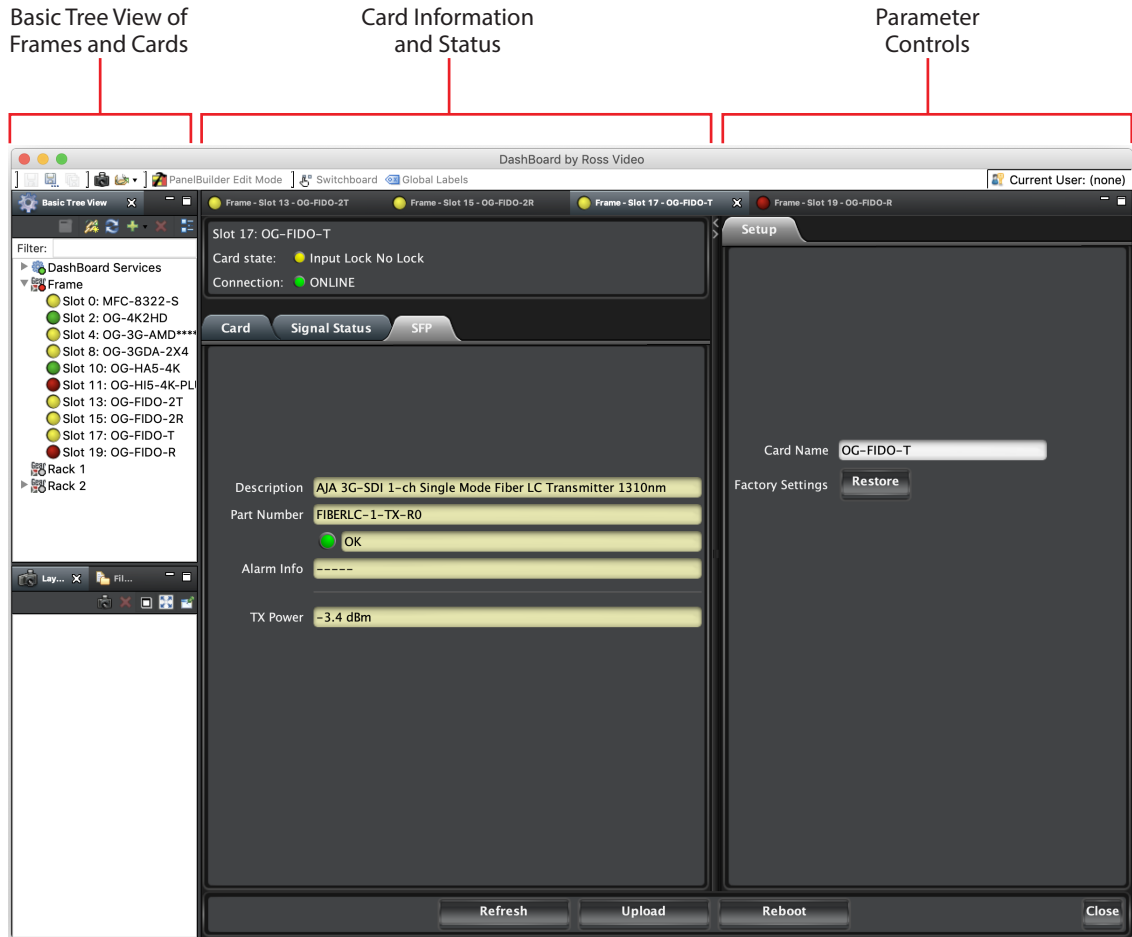 Basic Tree View of
Frames and Cards
Card Information
and Status
Parameter
Controls
DashBoard by Ross Video
PanelBuilder Edit Mode
Switchboard
Global Labels
Current User: (none)
Basic Tree View
Filter:
DashBoard Services
Frame
Slot 0: MFC-8322-S
Slot 2: OG-4K2HD
Slot 4: OG-3G-AMD****
Slot 8: OG-3GDA-2X4
Slot 10: OG-HA5-4K
Slot 11: OG-HI5-4K-PLU
Slot 13: OG-FIDO-2T
Slot 15: OG-FIDO-2R
Slot 17: OG-FIDO-T
Slot 19: OG-FIDO-R
Rack 1
Rack 2
Lay...
Fil...
Frame - Slot 13 - OG-FIDO-2T
Frame - Slot 15 - OG-FIDO-2R
Frame - Slot 17 - OG-FIDO-T
Frame - Slot 19 - OG-FIDO-R
Slot 17: OG-FIDO-T
Card state: Input Lock No Lock
Connection: ONLINE
Card
Signal Status
SFP
Description AJA 3G-SDI 1-ch Single Mode Fiber LC Transmitter 1310nm
Part Number FIBERLC-1-TX-R0
OK
Alarm Info -----
TX Power -3.4 dBm
Setup
Card Name OG-FIDO-T
Factory Settings Restore
Refresh
Upload
Reboot
Close